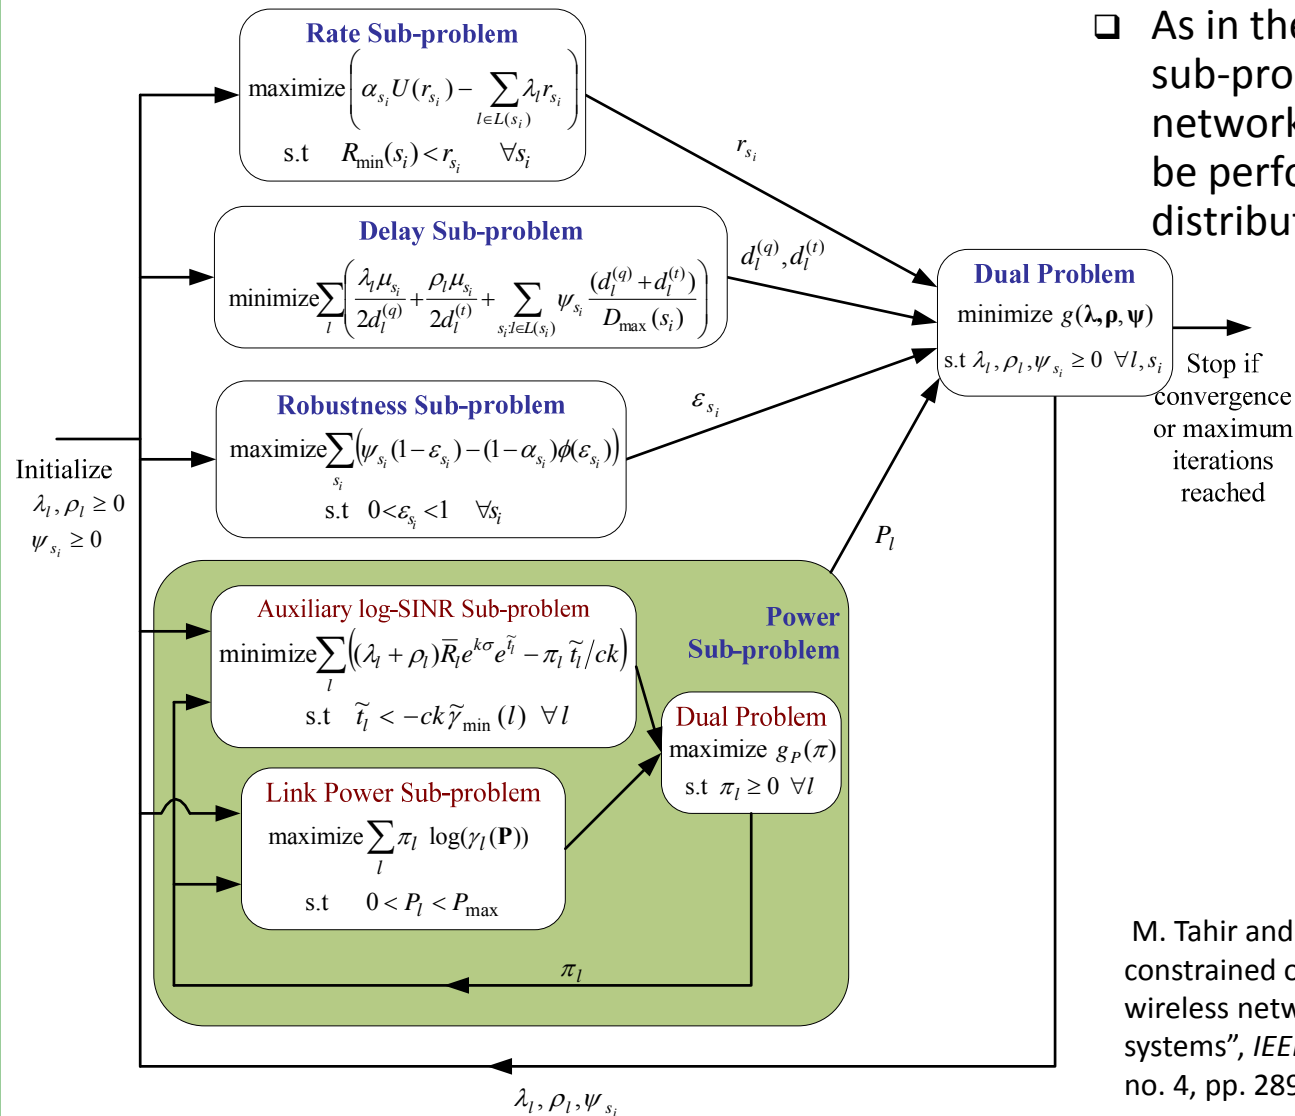 Rate Sub-problem
maximize ( α_{s_i} U(r_{s_i}) − ∑_{l∈L(s_i)} λ_l r_{s_i} )
s.t R_min(s_i) < r_{s_i} ∀s_i
r_{s_i}
❑ As in the
sub-pro
network
be perfo
distribut
Delay Sub-problem
minimize ∑_l ( λ_l μ_{s_i} / 2d_l^{(q)} + ρ_l μ_{s_i} / 2d_l^{(t)} + ∑_{s_i:l∈L(s_i)} ψ_{s_i} (d_l^{(q)} + d_l^{(t)}) / D_max(s_i) )
d_l^{(q)}, d_l^{(t)}
Dual Problem
minimize g(λ,ρ,ψ)
s.t λ_l, ρ_l, ψ_{s_i} ≥ 0 ∀l, s_i
Stop if
convergence
or maximum
iterations
reached
Robustness Sub-problem
maximize ∑_{s_i} (ψ_{s_i}(1−ε_{s_i}) − (1−α_{s_i})φ(ε_{s_i}))
s.t 0<ε_{s_i}<1 ∀s_i
ε_{s_i}
Initialize
λ_l, ρ_l ≥ 0
ψ_{s_i} ≥ 0
P_l
Power
Sub-problem
Auxiliary log-SINR Sub-problem
minimize ∑_l ((λ_l + ρ_l) R̅_l e^{kσ} e^{t̃_l} − π_l t̃_l/ck)
s.t t̃_l < −ck γ̃_min(l) ∀l
Dual Problem
maximize g_P(π)
s.t π_l ≥ 0 ∀l
Link Power Sub-problem
maximize ∑_l π_l log(γ_l(P))
s.t 0 < P_l < P_max
π_l
λ_l, ρ_l, ψ_{s_i}
M. Tahir and
constrained o
wireless netw
systems”, IEEE
no. 4, pp. 289